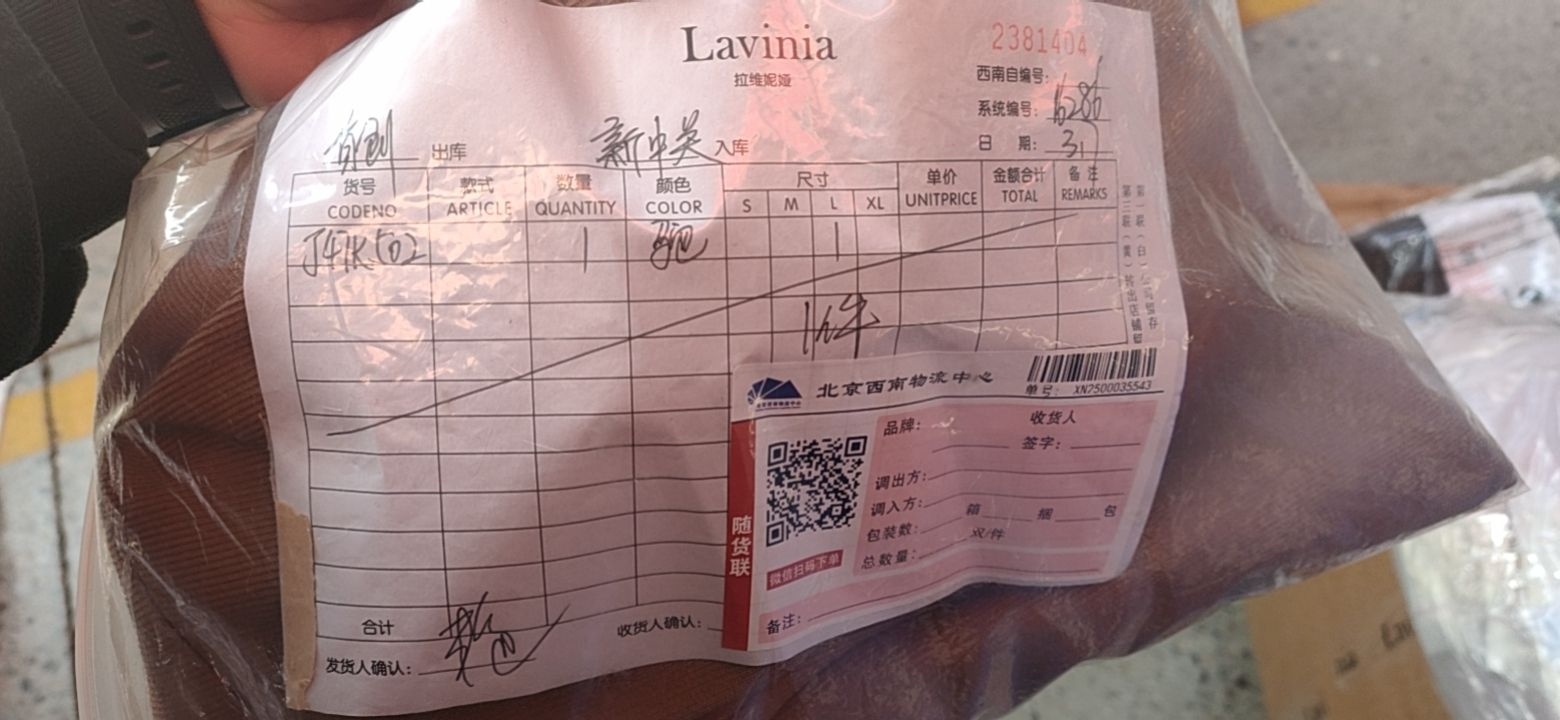 Lavinia
拉维妮娅
2381404
西南自编号:
系统编号: 6286
日 期: 3.7
出库 新中关 入库
货号 款式 数量 颜色 尺寸 单价 金额合计 备注
CODENO ARTICLE QUANTITY COLOR S M L XL UNITPRICE TOTAL REMARKS
J41K502 1 驼 1
1件
北京西南物流中心
单号: XN7500035543
品牌: 收货人
签字:
调出方:
调入方:
包装数: 箱 捆 包
总数量: 双/件
随货联
微信扫码下单
备注:
合计
发货人确认:
收货人确认: